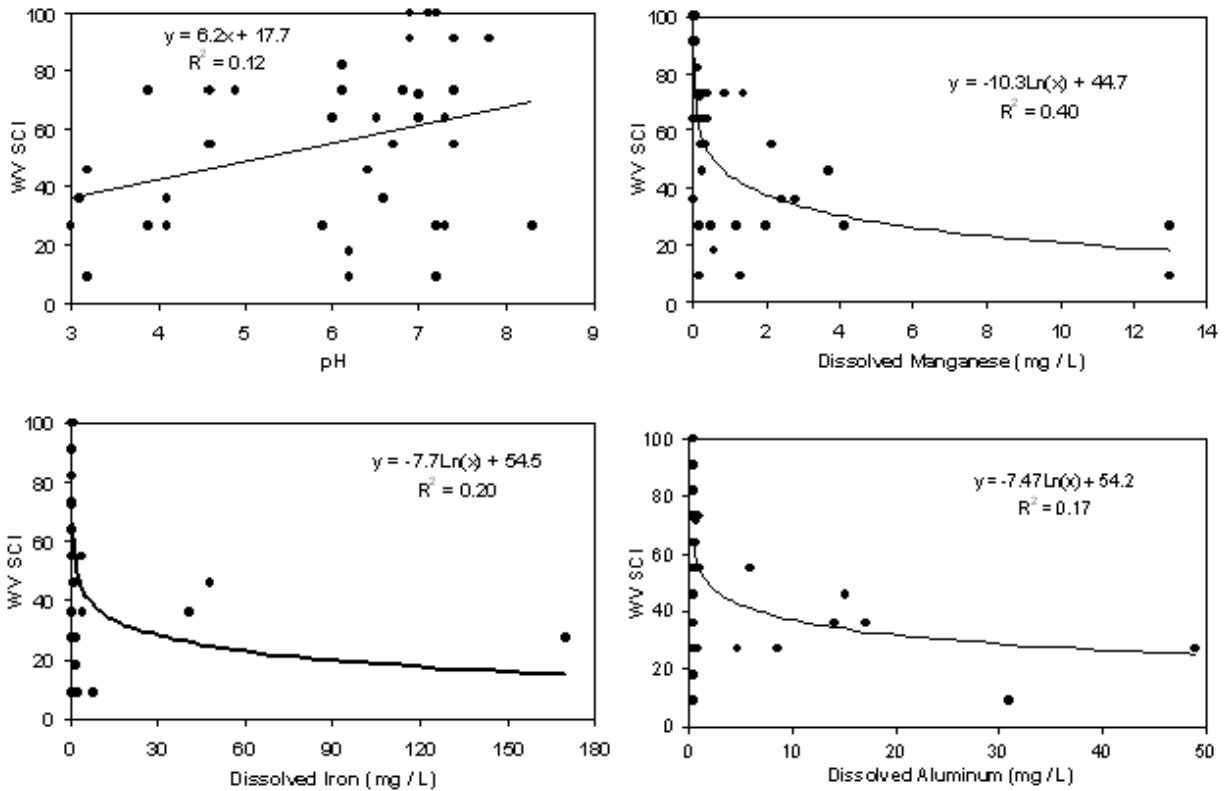 y = 6.2x + 17.7
R² = 0.12
WV SCI
100
80
60
40
20
0
3 4 5 6 7 8 9
pH
y = -10.3Ln(x) + 44.7
R² = 0.40
WV SCI
100
80
60
40
20
0
0 2 4 6 8 10 12 14
Dissolved Manganese (mg / L)
y = -7.7Ln(x) + 54.5
R² = 0.20
WV SCI
100
80
60
40
20
0
0 30 60 90 120 150 180
Dissolved Iron (mg / L)
y = -7.47Ln(x) + 54.2
R² = 0.17
WV SCI
100
80
60
40
20
0
0 10 20 30 40 50
Dissolved Aluminum (mg / L)